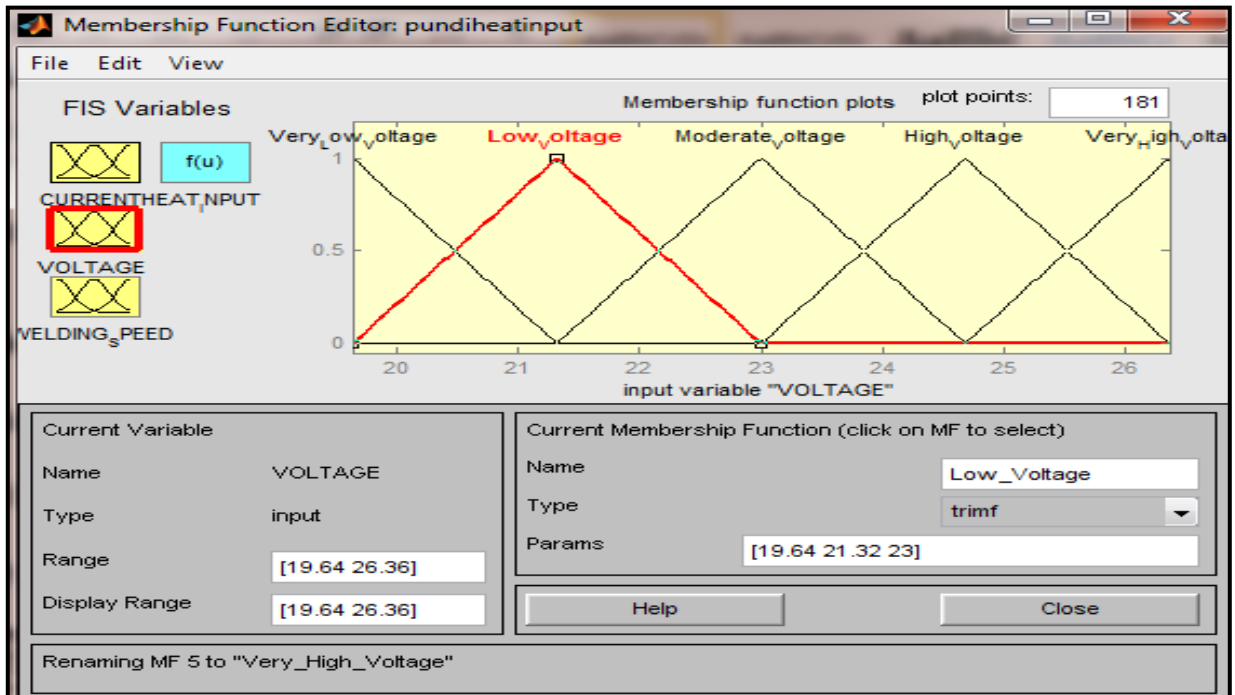 Membership Function Editor: pundiheatinput
File Edit View
FIS Variables
Membership function plots plot points: 181
f(u)
CURRENTHEAT_INPUT
VOLTAGE
WELDING_SPEED
Very_Low_Voltage Low_Voltage Moderate_Voltage High_Voltage Very_High_Volta
1
0.5
0
20 21 22 23 24 25 26
input variable "VOLTAGE"
Current Variable
Name VOLTAGE
Type input
Range [19.64 26.36]
Display Range [19.64 26.36]
Current Membership Function (click on MF to select)
Name Low_Voltage
Type trimf
Params [19.64 21.32 23]
Help Close
Renaming MF 5 to "Very_High_Voltage"